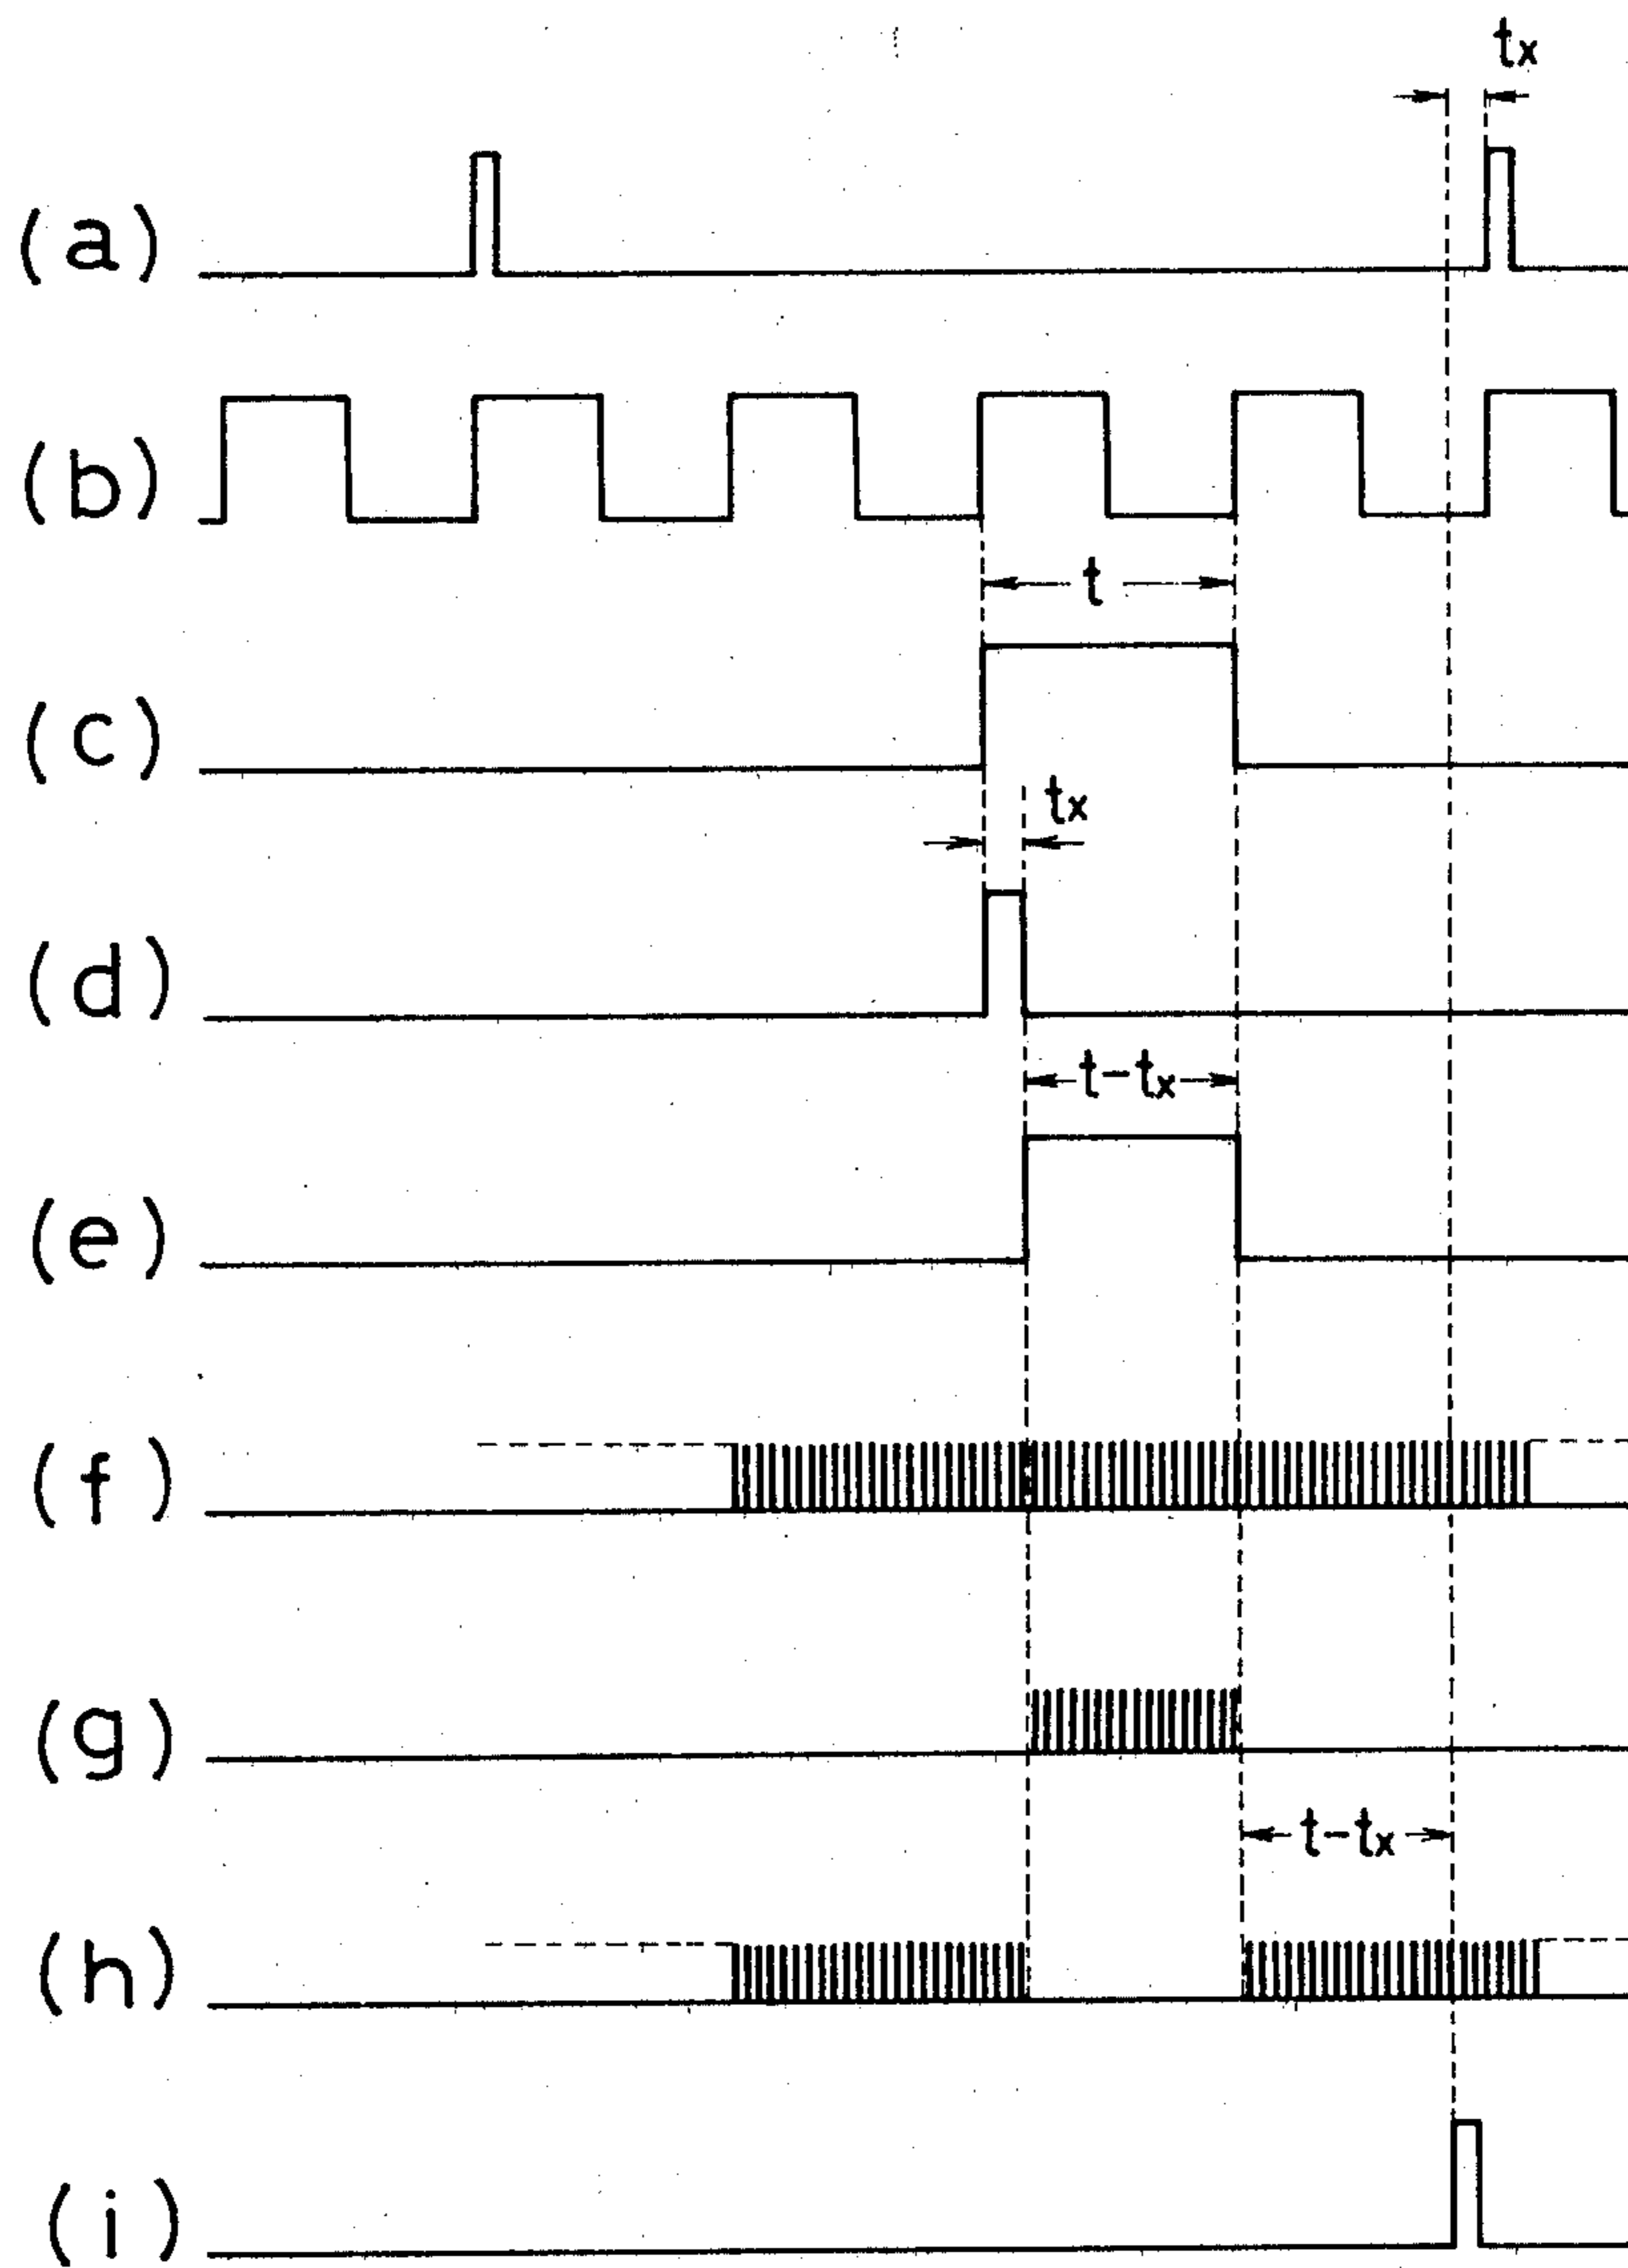 tx
(a)
(b)
t
(c)
tx
(d)
t-tx
(e)
(f)
(g)
t-tx
(h)
(i)